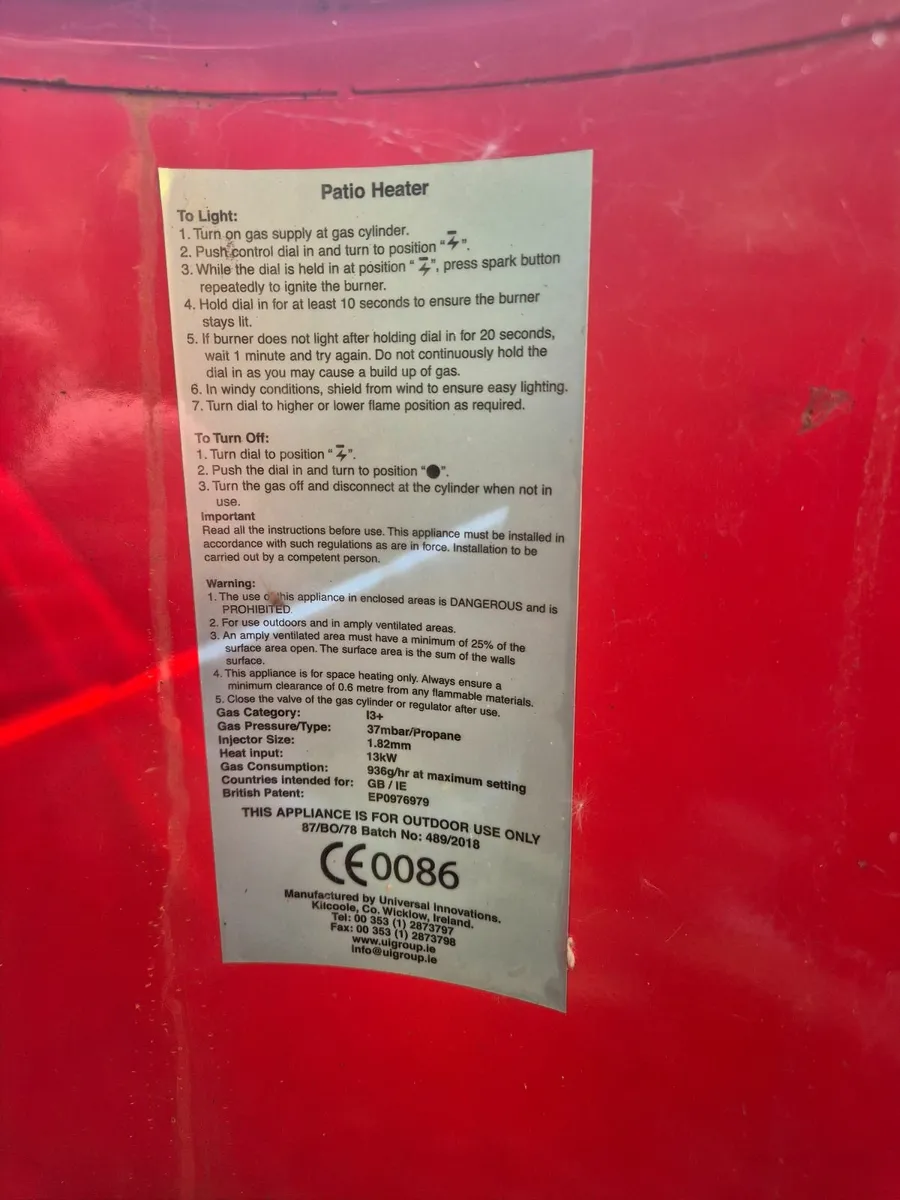 Patio Heater
To Light:
1. Turn on gas supply at gas cylinder.
2. Push control dial in and turn to position “ ”.
3. While the dial is held in at position “ ”, press spark button
repeatedly to ignite the burner.
4. Hold dial in for at least 10 seconds to ensure the burner
stays lit.
5. If burner does not light after holding dial in for 20 seconds,
wait 1 minute and try again. Do not continuously hold the
dial in as you may cause a build up of gas.
6. In windy conditions, shield from wind to ensure easy lighting.
7. Turn dial to higher or lower flame position as required.
To Turn Off:
1. Turn dial to position “ ”.
2. Push the dial in and turn to position “●”.
3. Turn the gas off and disconnect at the cylinder when not in
use.
Important
Read all the instructions before use. This appliance must be installed in
accordance with such regulations as are in force. Installation to be
carried out by a competent person.
Warning:
1. The use of this appliance in enclosed areas is DANGEROUS and is
PROHIBITED.
2. For use outdoors and in amply ventilated areas.
3. An amply ventilated area must have a minimum of 25% of the
surface area open. The surface area is the sum of the walls
surface.
4. This appliance is for space heating only. Always ensure a
minimum clearance of 0.6 metre from any flammable materials.
5. Close the valve of the gas cylinder or regulator after use.
Gas Category: I3+
Gas Pressure/Type: 37mbar/Propane
Injector Size: 1.82mm
Heat input: 13kW
Gas Consumption: 936g/hr at maximum setting
Countries intended for: GB / IE
British Patent: EP0976979
THIS APPLIANCE IS FOR OUTDOOR USE ONLY
87/BO/78 Batch No: 489/2018
CE0086
Manufactured by Universal Innovations.
Kilcoole, Co. Wicklow, Ireland.
Tel: 00 353 (1) 2873797
Fax: 00 353 (1) 2873798
www.uigroup.ie
info@uigroup.ie